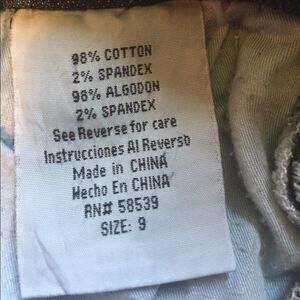 98% COTTON
2% SPANDEX
98% ALGODON
2% SPANDEX
See Reverse for care
Instrucciones Al Reverso
Made in CHINA
Hecho En CHINA
RN# 58539
SIZE: 9